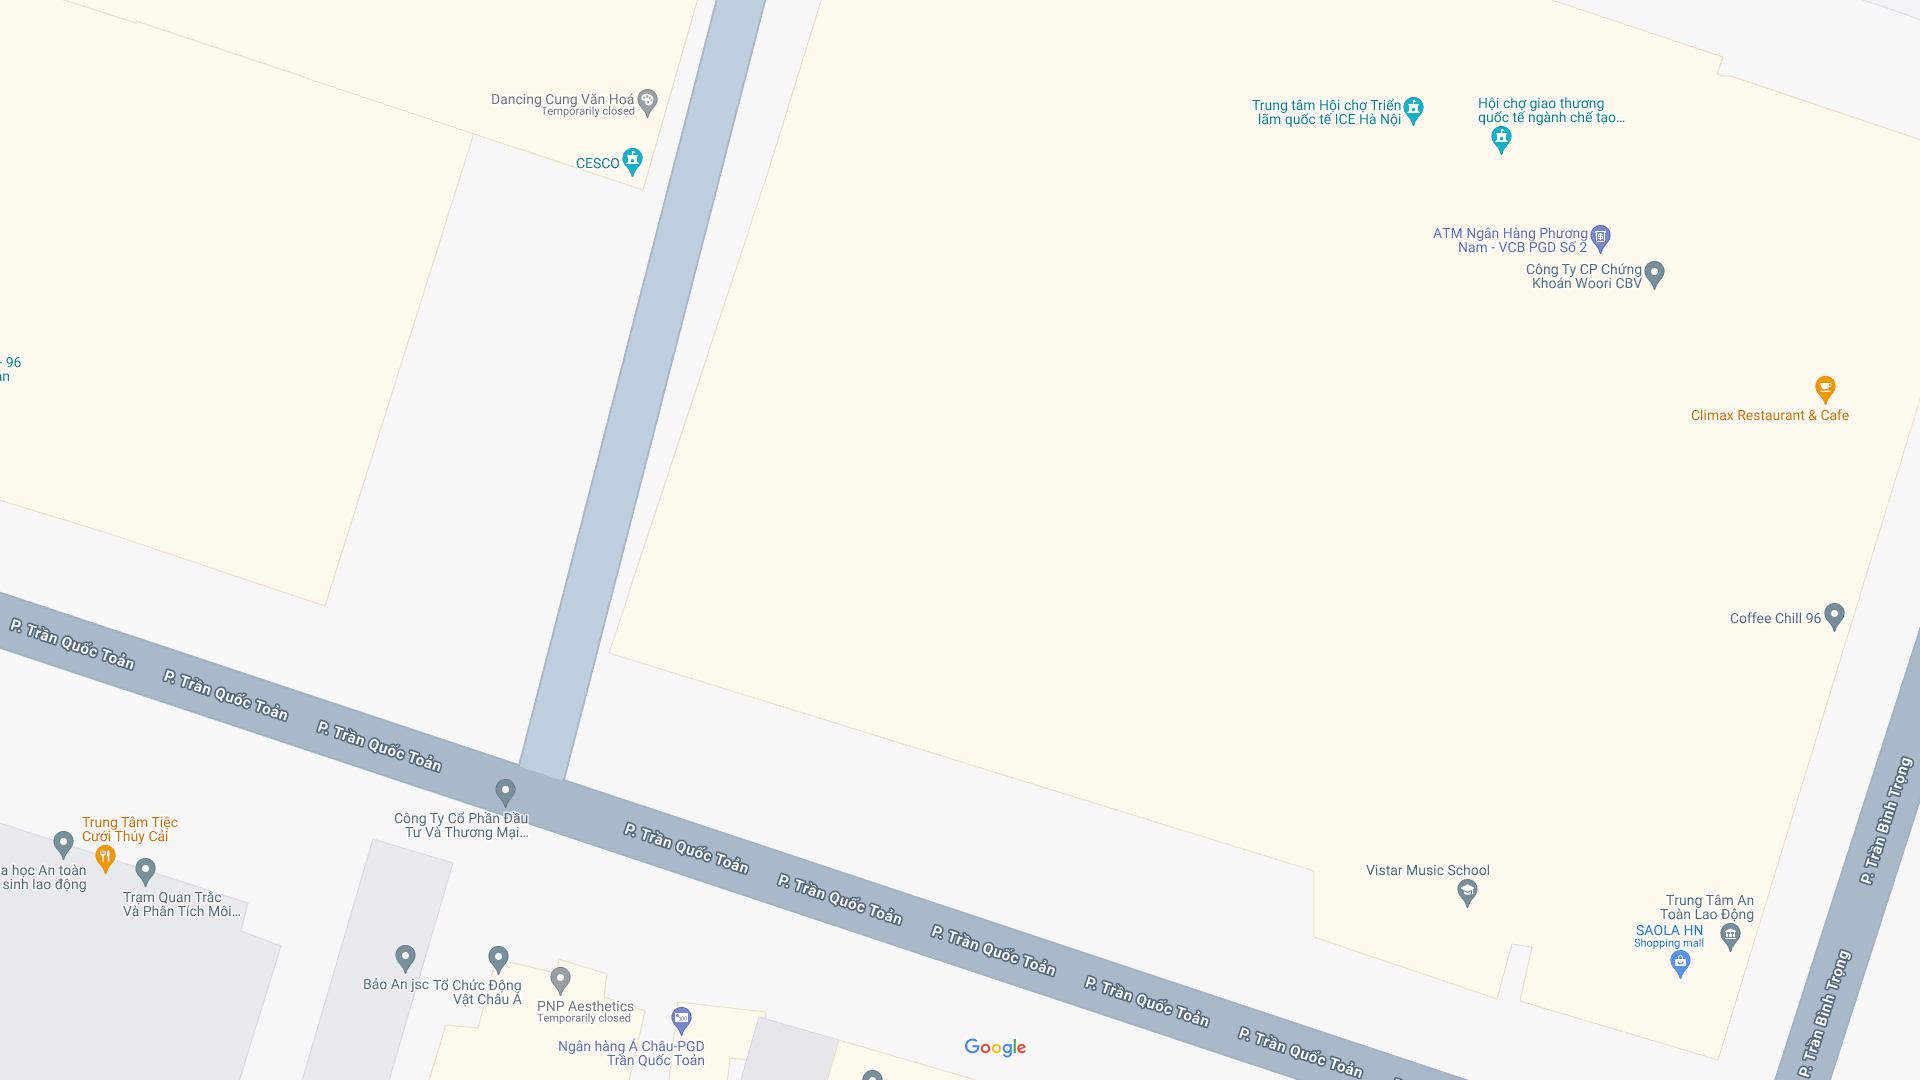 Dancing Cung Văn Hoá
Temporarily closed
CESCO
Trung tâm Hội chợ Triển
lãm quốc tế ICE Hà Nội
Hội chợ giao thương
quốc tế ngành chế tạo...
ATM Ngân Hàng Phương
Nam - VCB PGD Số 2
Công Ty CP Chứng
Khoán Woori CBV
- 96
Climax Restaurant & Cafe
Coffee Chill 96
P. Trần Quốc Toản
P. Trần Quốc Toản
P. Trần Quốc Toản
Công Ty Cổ Phần Đầu
Tư Và Thương Mại...
P. Trần Quốc Toản
P. Trần Quốc Toản
P. Trần Quốc Toản
P. Trần Quốc Toản
P. Trần Quốc Toản
P. Trần Bình Trọng
P. Trần Bình Trọng
Trung Tâm Tiệc
Cưới Thúy Cải
a học An toàn
sinh lao động
Trạm Quan Trắc
Và Phân Tích Môi...
Vistar Music School
Trung Tâm An
Toàn Lao Động
SAOLA HN
Shopping mall
Bảo An jsc
Tổ Chức Động
Vật Châu Á
PNP Aesthetics
Temporarily closed
Ngân hàng Á Châu-PGD
Trần Quốc Toản
Google